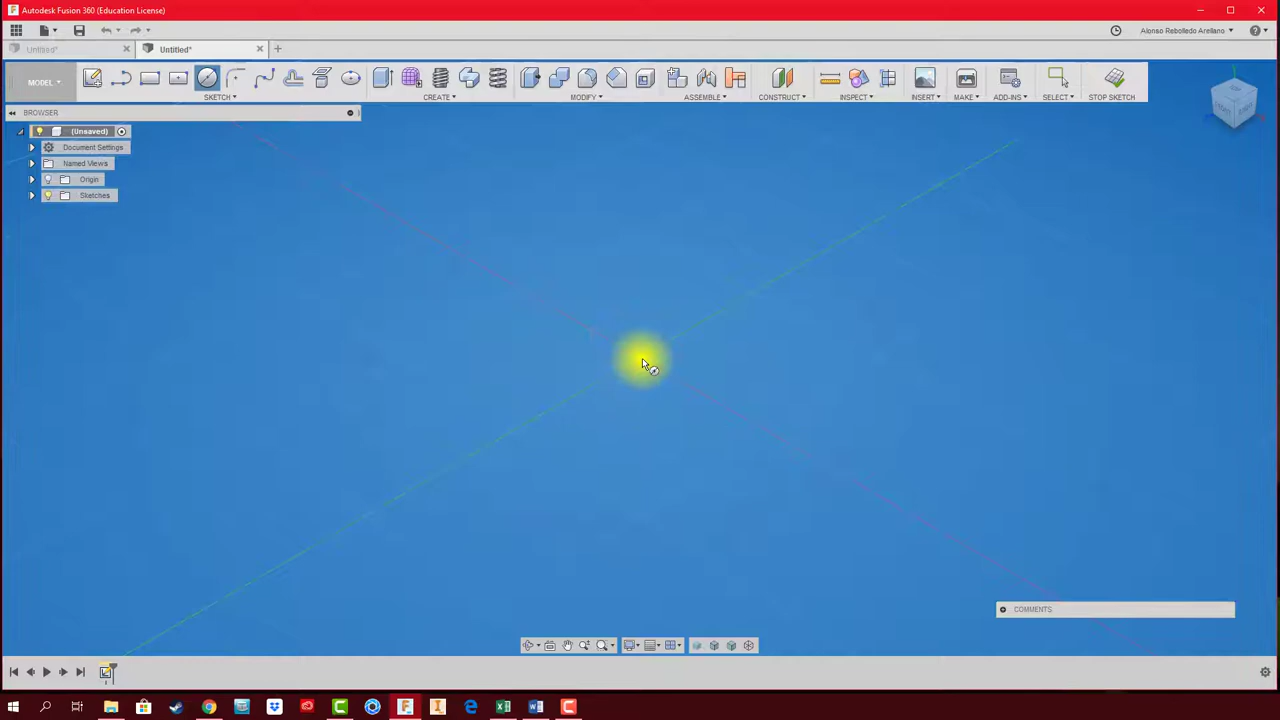 Autodesk Fusion 360 (Education License)
Alonso Rebolledo Arellano
Untitled*
Untitled*
MODEL
SKETCH
CREATE
MODIFY
ASSEMBLE
CONSTRUCT
INSPECT
INSERT
MAKE
ADD-INS
SELECT
STOP SKETCH
BROWSER
(Unsaved)
Document Settings
Named Views
Origin
Sketches
COMMENTS